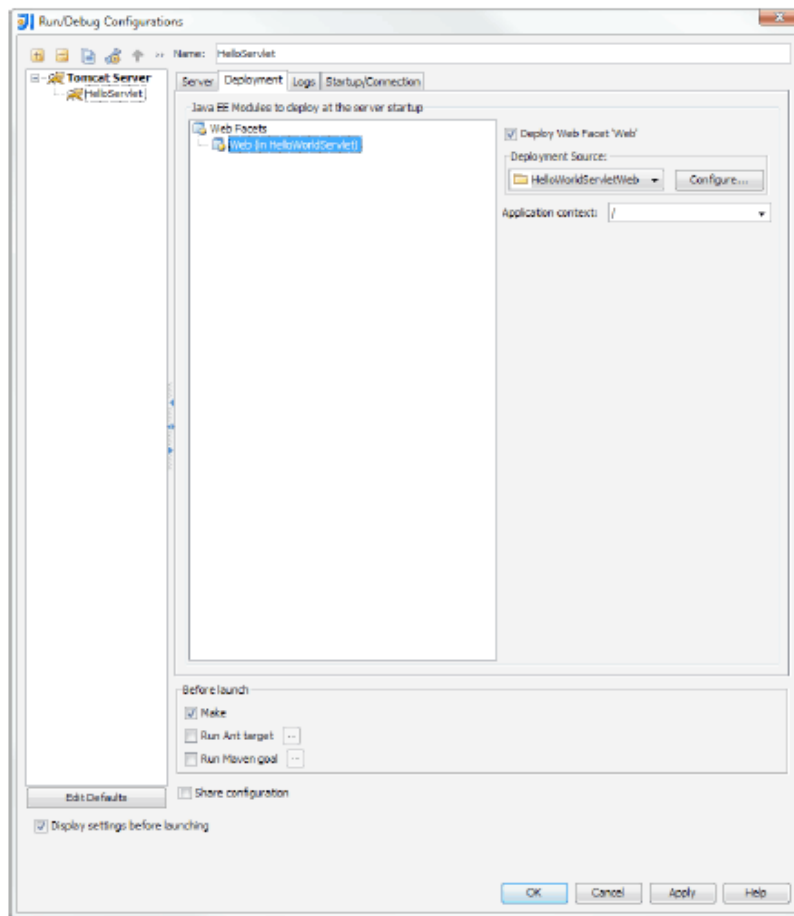 Run/Debug Configurations
Name: HelloServlet
Tomcat Server
HelloServlet
Server Deployment Logs Startup/Connection
Java EE Modules to deploy at the server startup
Web Facets
Web (in HelloWorldServlet)
Deploy Web Facet 'Web'
Deployment Source:
HelloWorldServletWeb Configure...
Application context: /
Before launch
Make
Run Ant target ...
Run Maven goal ...
Edit Defaults
Share configuration
Display settings before launching
OK Cancel Apply Help